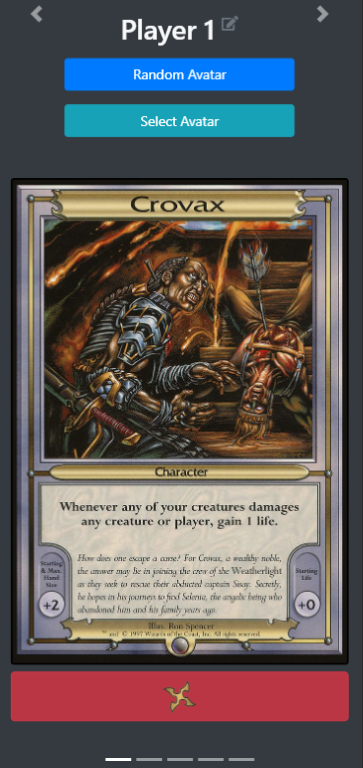 Player 1
Random Avatar
Select Avatar
Crovax
Character
Whenever any of your creatures damages
any creature or player, gain 1 life.
How does one escape a curse? For Crovax, a wealthy noble,
the answer may lie in joining the crew of the Weatherlight
as they seek to rescue their abducted captain Sisay. Secretly,
he hopes in his journeys to find Selenia, the angelic being who
abandoned him and his family years ago.
Starting
& Max.
Hand
Size
+2
Starting
Life
+0
Illus. Ron Spencer
™ and © 1997 Wizards of the Coast, Inc. All rights reserved